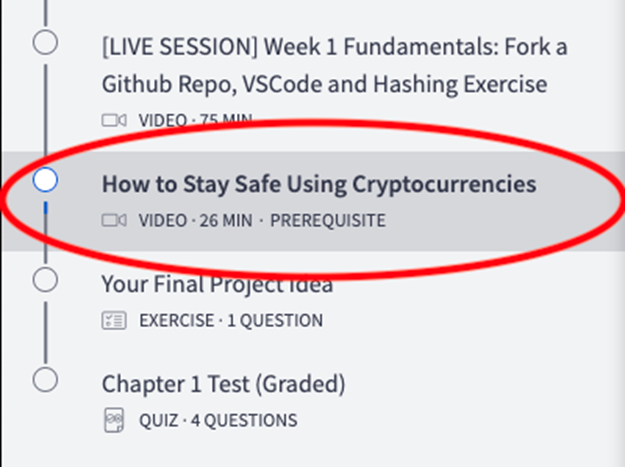 [LIVE SESSION] Week 1 Fundamentals: Fork a
Github Repo, VSCode and Hashing Exercise
VIDEO · 75 MIN
How to Stay Safe Using Cryptocurrencies
VIDEO · 26 MIN · PREREQUISITE
Your Final Project Idea
EXERCISE · 1 QUESTION
Chapter 1 Test (Graded)
QUIZ · 4 QUESTIONS